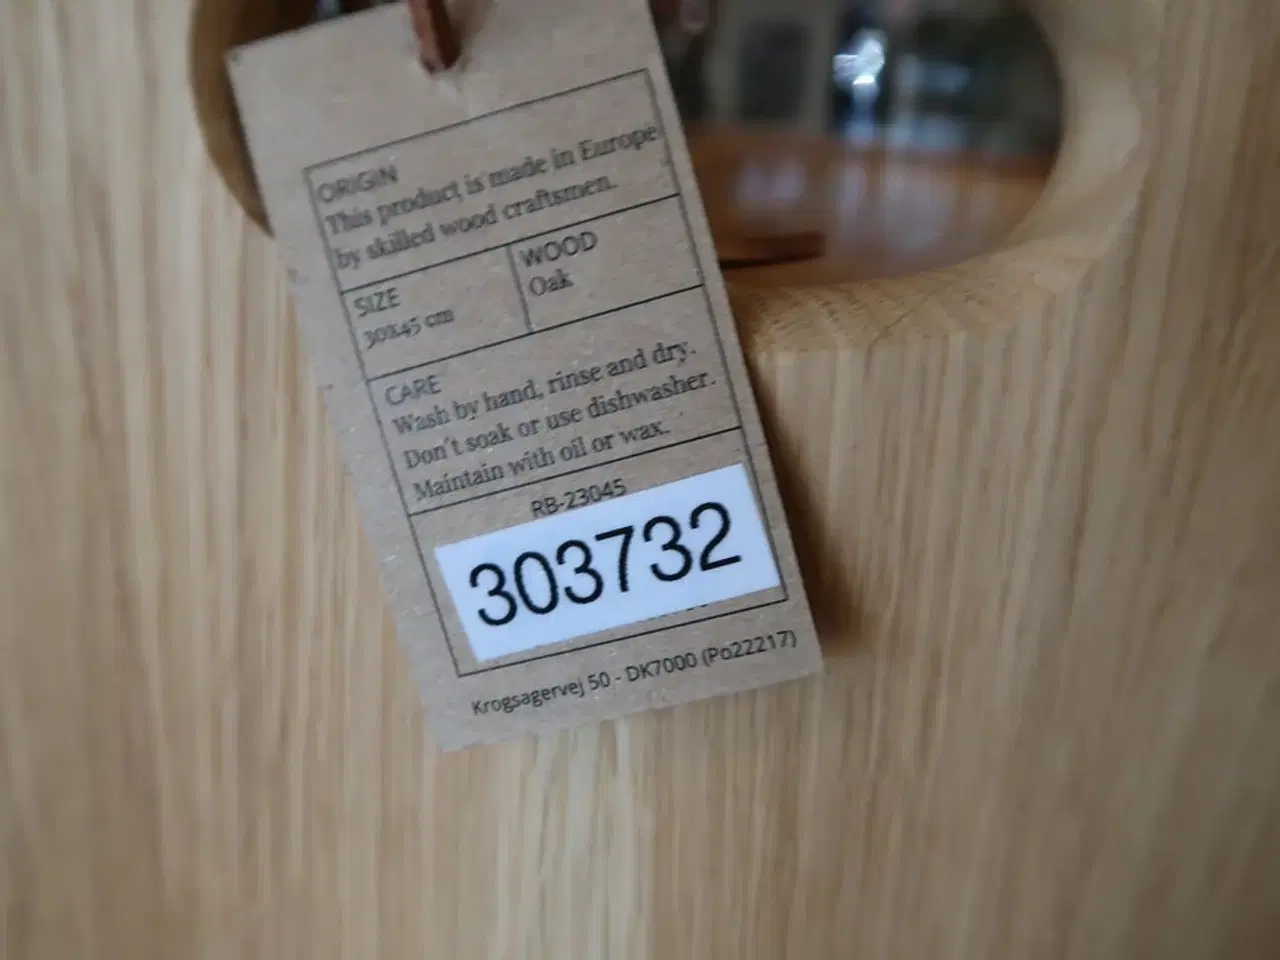 ORIGIN
This product is made in Europe
by skilled wood craftsmen.
SIZE
30x45 cm
WOOD
Oak
CARE
Wash by hand, rinse and dry.
Don't soak or use dishwasher.
Maintain with oil or wax.
RB-23045
303732
Krogsagervej 50 - DK7000 (Po22217)